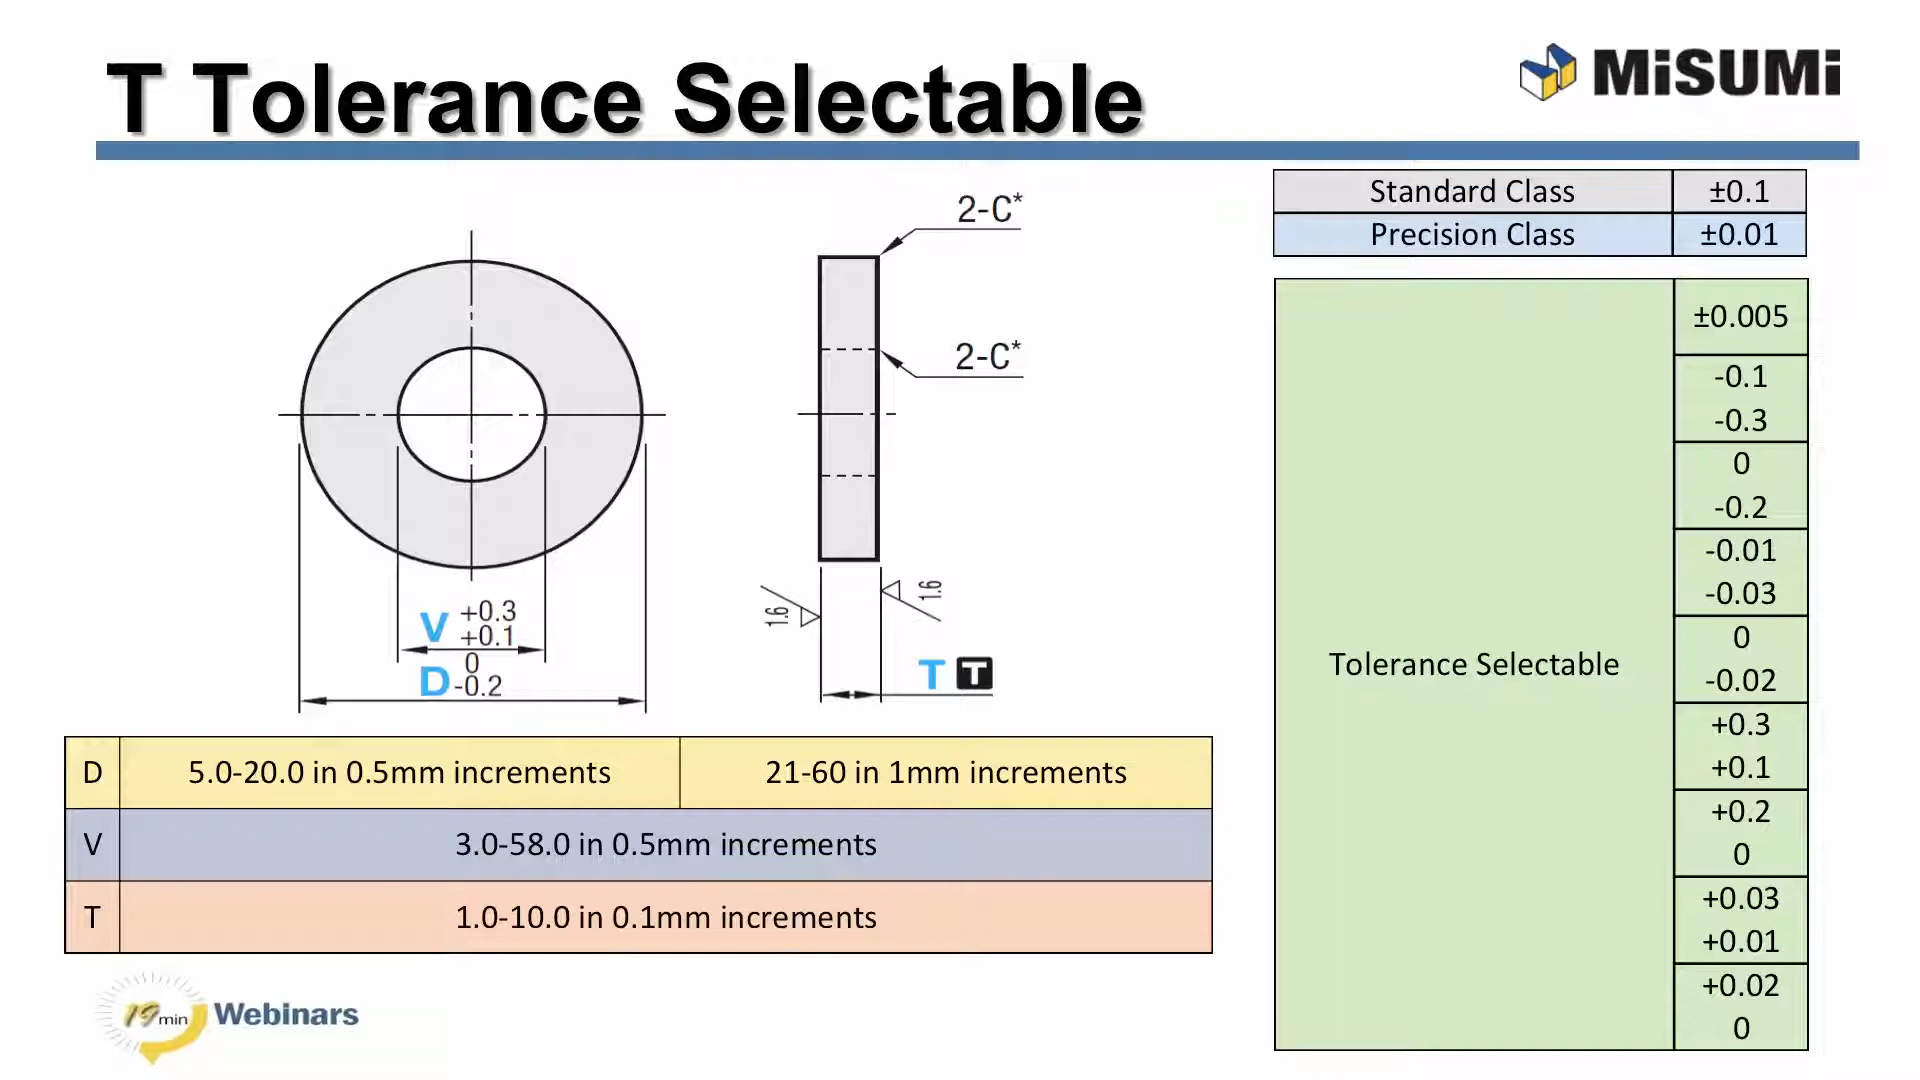 T Tolerance Selectable
MiSUMi
2-C*
2-C*
V +0.3
+0.1
D 0
-0.2
1.6
1.6
T T
Standard Class ±0.1
Precision Class ±0.01
Tolerance Selectable
±0.005
-0.1
-0.3
0
-0.2
-0.01
-0.03
0
-0.02
+0.3
+0.1
+0.2
0
+0.03
+0.01
+0.02
0
D 5.0-20.0 in 0.5mm increments 21-60 in 1mm increments
V 3.0-58.0 in 0.5mm increments
T 1.0-10.0 in 0.1mm increments
19 min Webinars